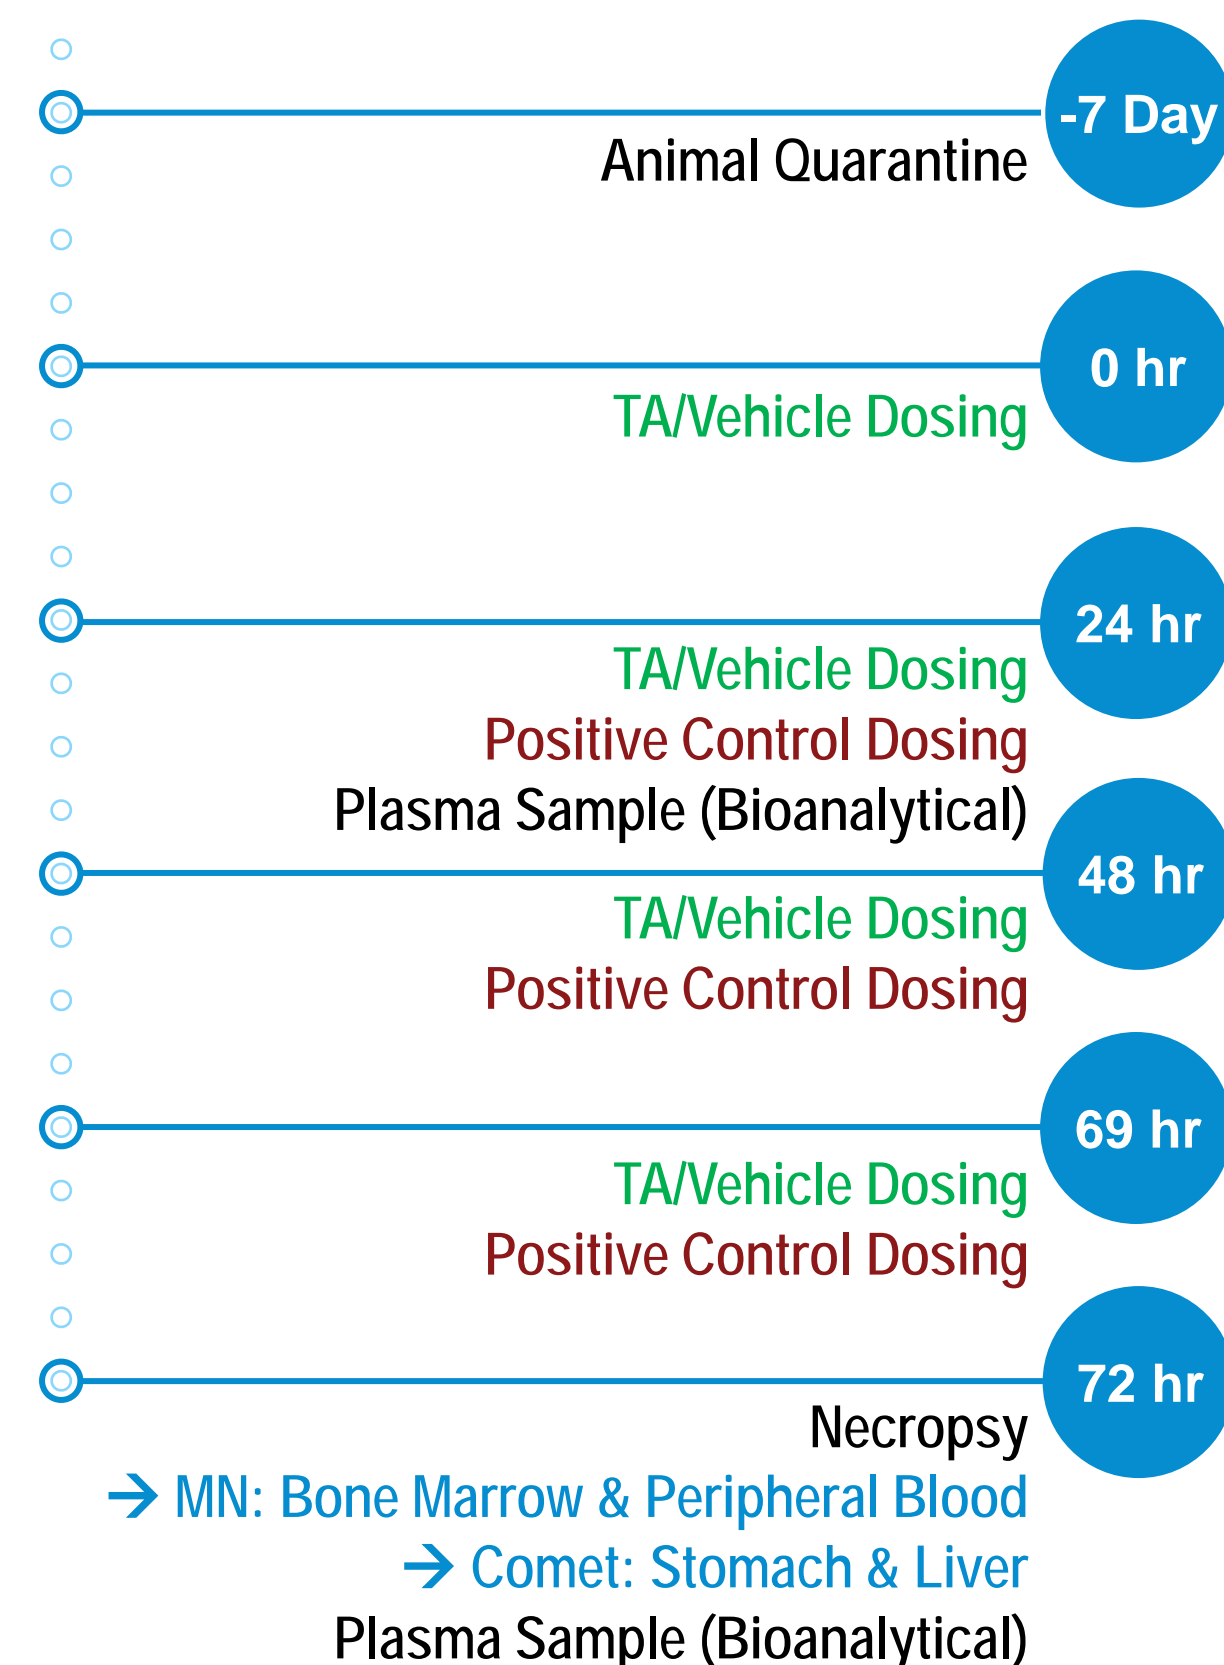 -7 Day
Animal Quarantine
0 hr
TA/Vehicle Dosing
24 hr
TA/Vehicle Dosing
Positive Control Dosing
Plasma Sample (Bioanalytical)
48 hr
TA/Vehicle Dosing
Positive Control Dosing
69 hr
TA/Vehicle Dosing
Positive Control Dosing
72 hr
Necropsy
→ MN: Bone Marrow & Peripheral Blood
→ Comet: Stomach & Liver
Plasma Sample (Bioanalytical)